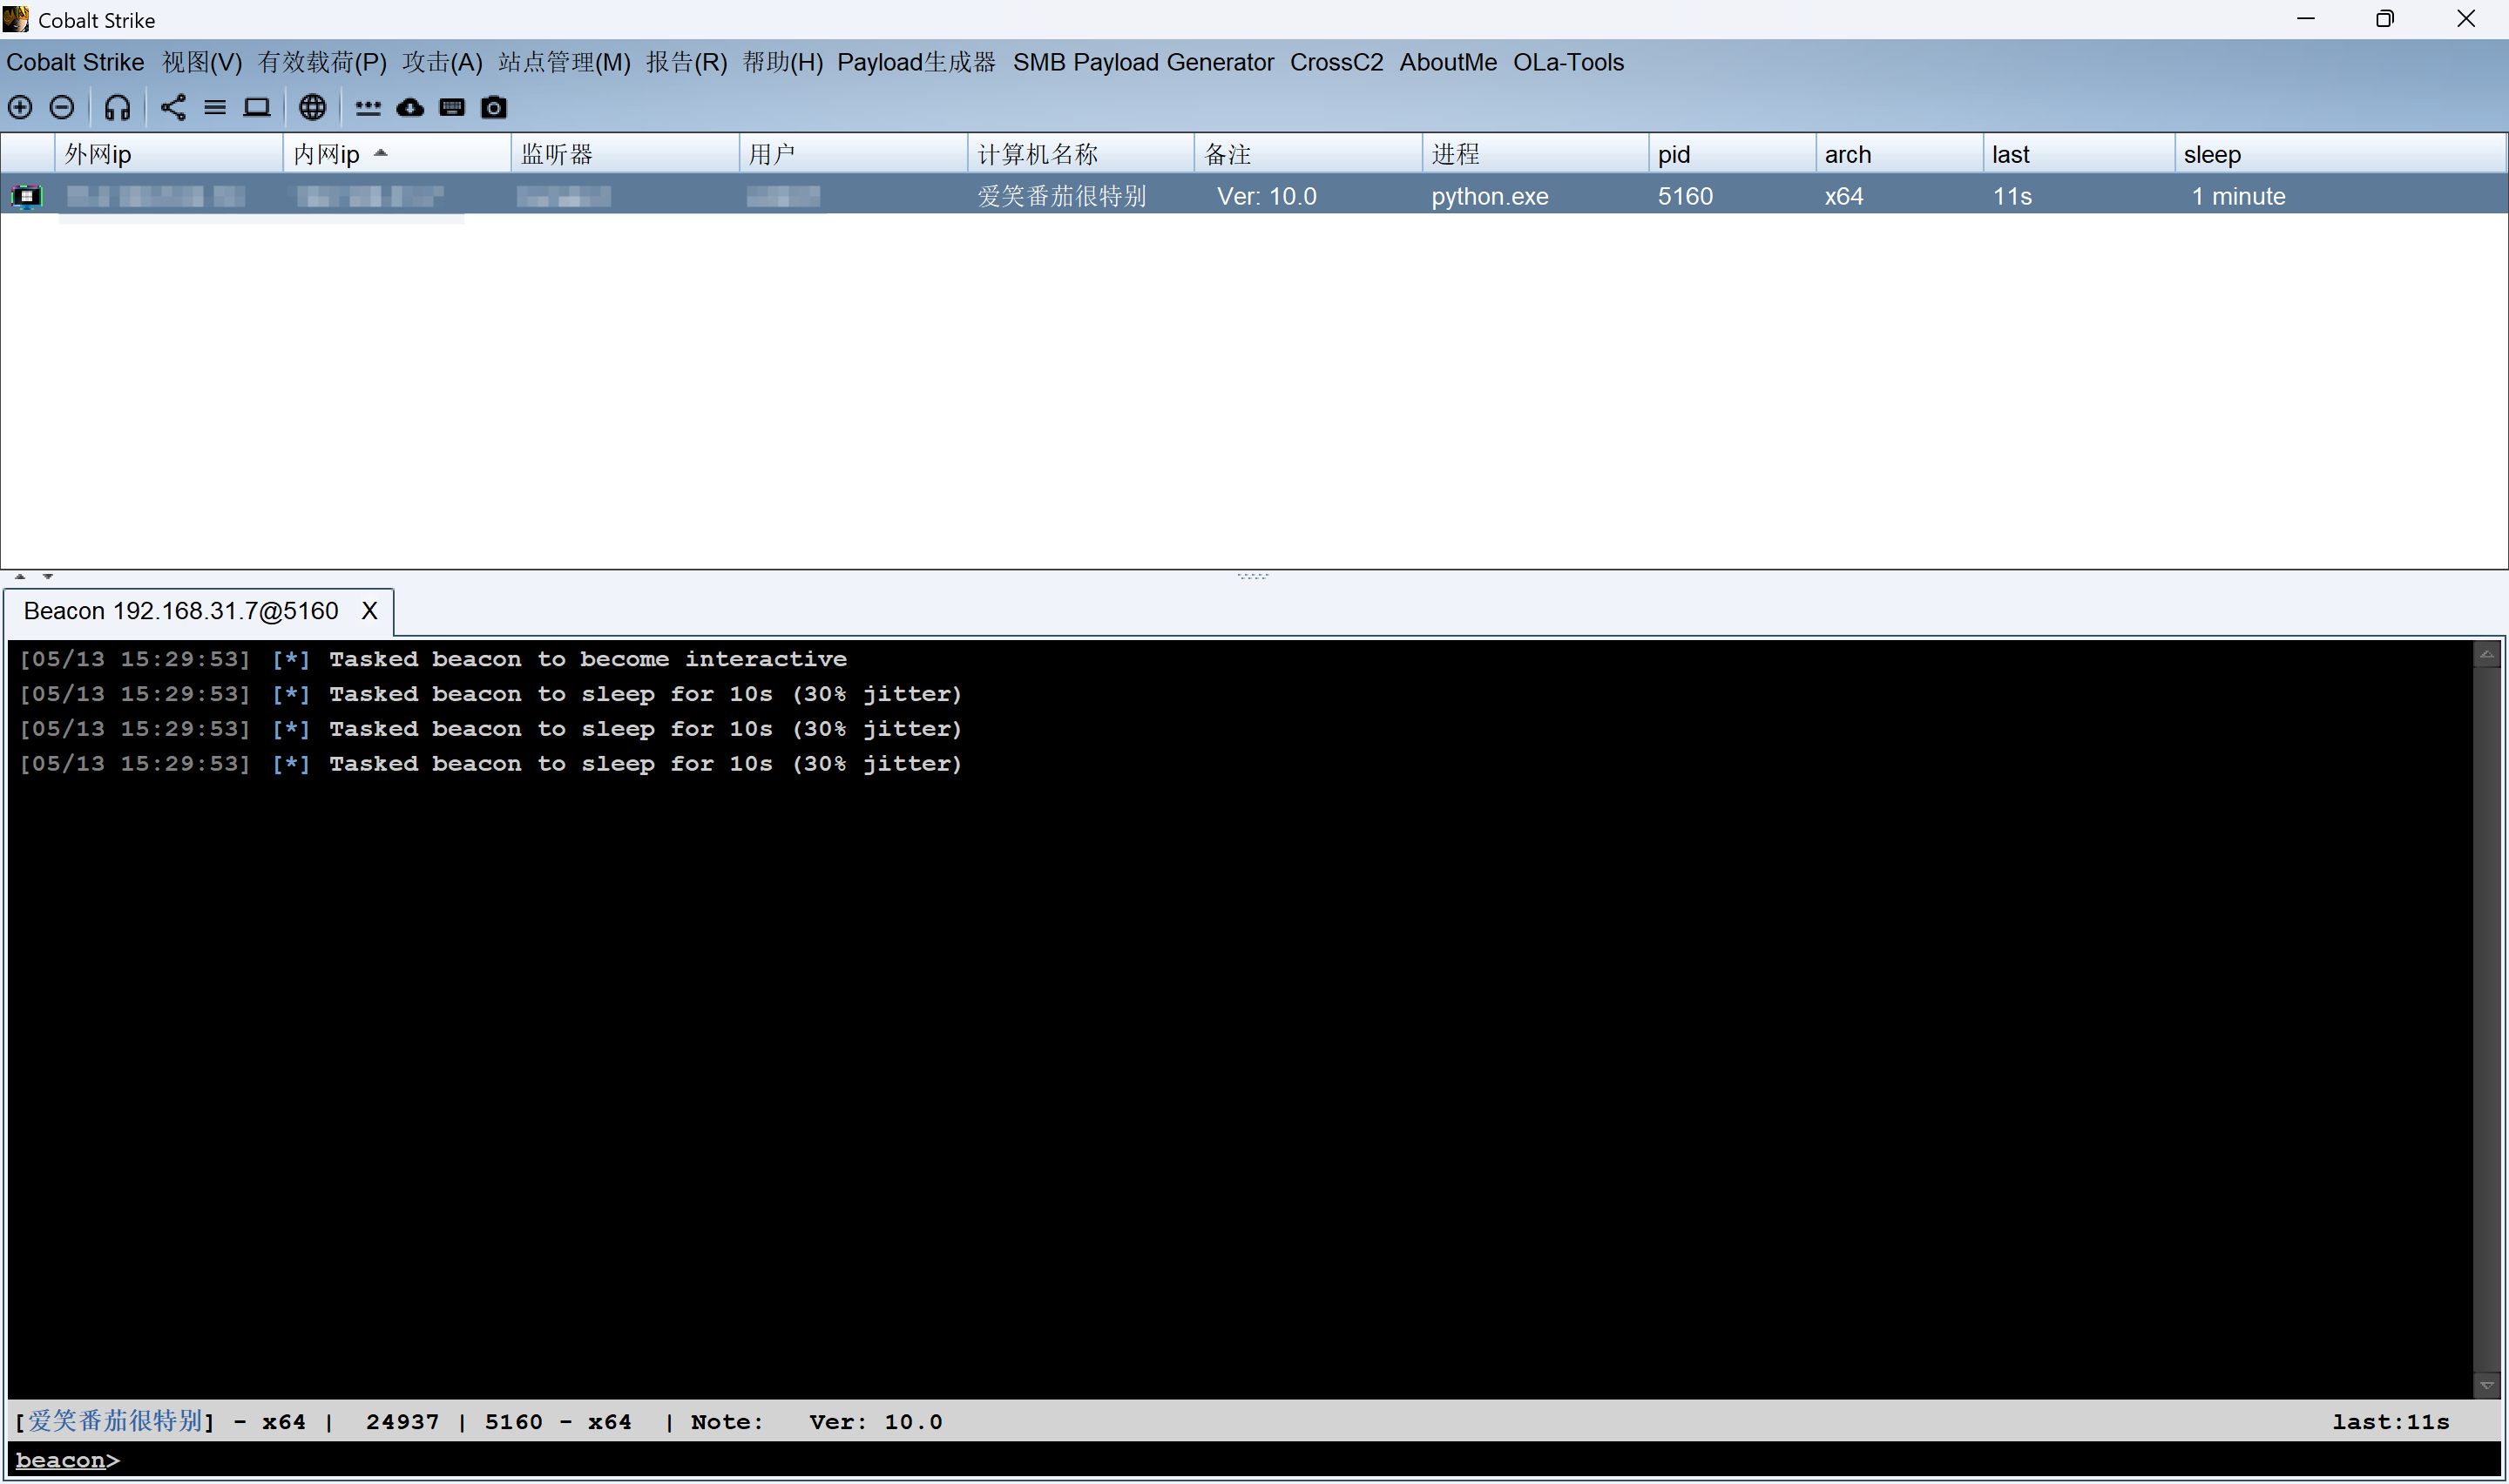 Cobalt Strike
Cobalt Strike 视图(V) 有效载荷(P) 攻击(A) 站点管理(M) 报告(R) 帮助(H) Payload生成器 SMB Payload Generator CrossC2 AboutMe OLa-Tools
外网ip 内网ip 监听器 用户 计算机名称 备注 进程 pid arch last sleep
爱笑番茄很特别 Ver: 10.0 python.exe 5160 x64 11s 1 minute
Beacon 192.168.31.7@5160 X
[05/13 15:29:53] [*] Tasked beacon to become interactive
[05/13 15:29:53] [*] Tasked beacon to sleep for 10s (30% jitter)
[05/13 15:29:53] [*] Tasked beacon to sleep for 10s (30% jitter)
[05/13 15:29:53] [*] Tasked beacon to sleep for 10s (30% jitter)
[爱笑番茄很特别] - x64 | 24937 | 5160 - x64 | Note: Ver: 10.0 last:11s
beacon>